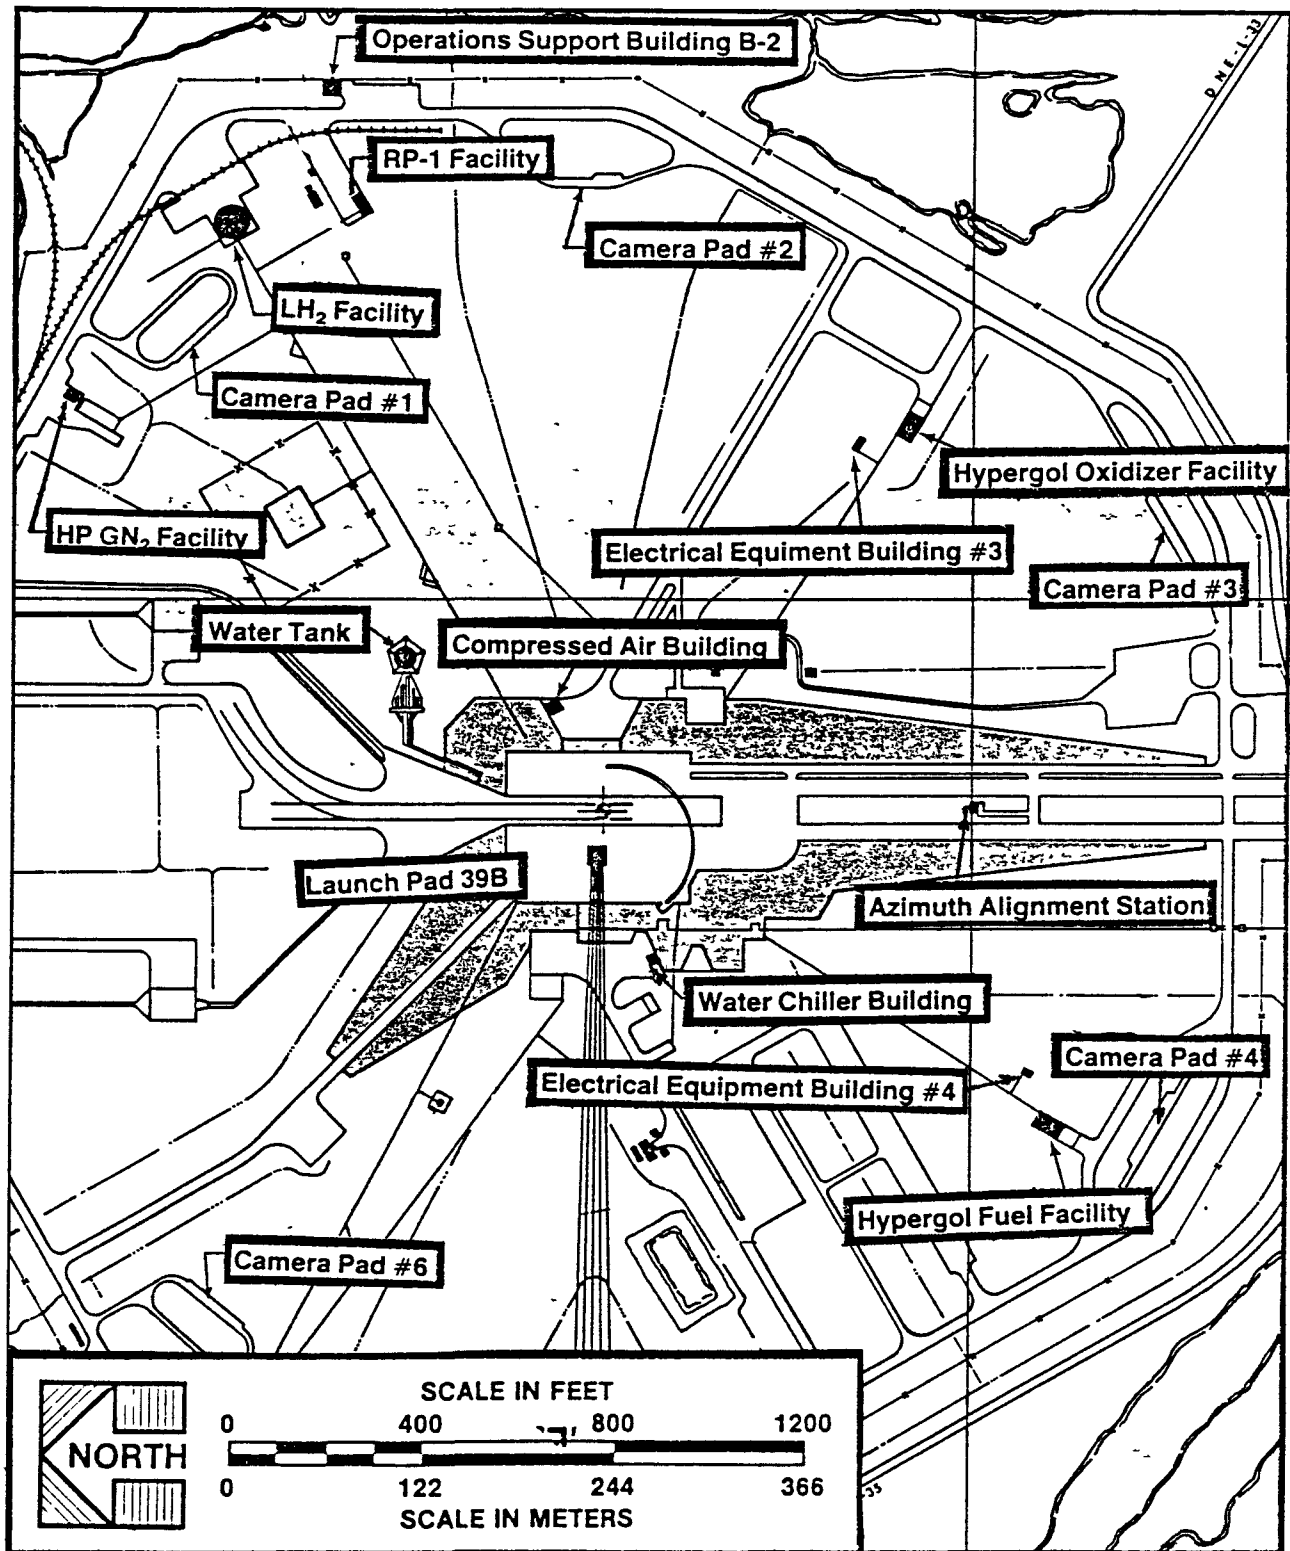 Operations Support Building B-2
RP-1 Facility
Camera Pad #2
LH₂ Facility
Camera Pad #1
Hypergol Oxidizer Facility
HP GN₂ Facility
Electrical Equiment Building #3
Camera Pad #3
Water Tank
Compressed Air Building
Launch Pad 39B
Azimuth Alignment Station
Water Chiller Building
Camera Pad #4
Electrical Equipment Building #4
Hypergol Fuel Facility
Camera Pad #6
NORTH
SCALE IN FEET
0 400 800 1200
0 122 244 366
SCALE IN METERS